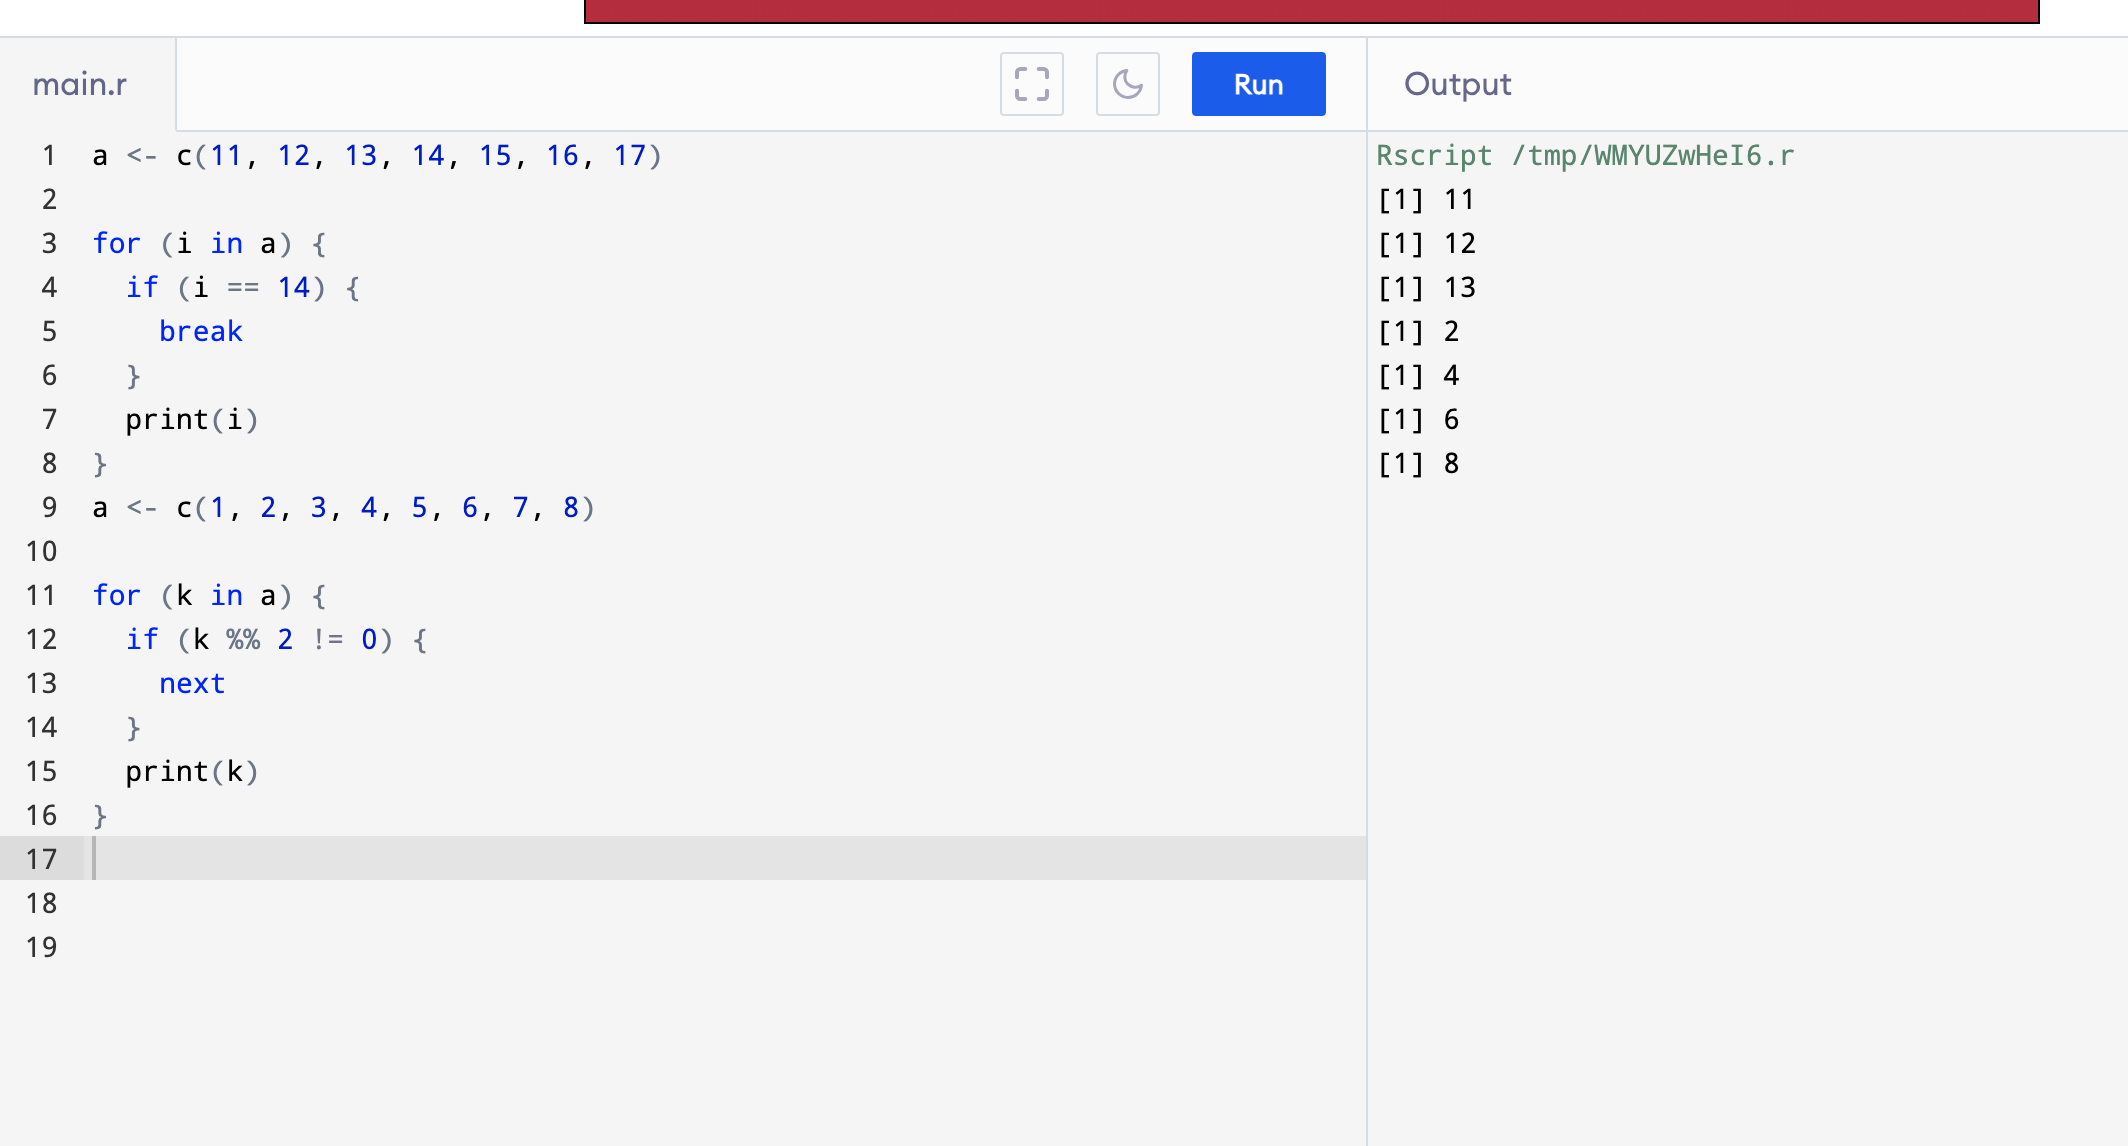 main.r
Run
Output
1 a <- c(11, 12, 13, 14, 15, 16, 17)
2
3 for (i in a) {
4   if (i == 14) {
5     break
6   }
7   print(i)
8 }
9 a <- c(1, 2, 3, 4, 5, 6, 7, 8)
10
11 for (k in a) {
12   if (k %% 2 != 0) {
13     next
14   }
15   print(k)
16 }
17
18
19
Rscript /tmp/WMYUZwHeI6.r
[1] 11
[1] 12
[1] 13
[1] 2
[1] 4
[1] 6
[1] 8